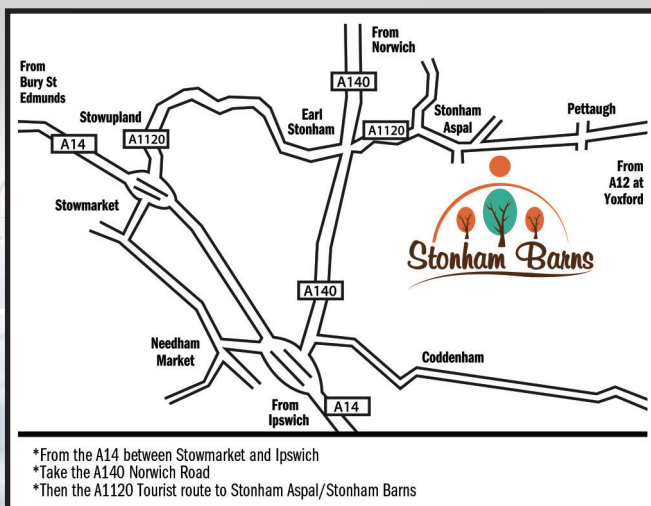 From
Norwich
From
Bury St
Edmunds
A140
Stowupland
Earl
Stonham
Stonham
Aspal
Pettaugh
A1120
A1120
A14
From
A12 at
Yoxford
Stowmarket
Stonham Barns
A140
Needham
Market
Coddenham
From
Ipswich
A14
*From the A14 between Stowmarket and Ipswich
*Take the A140 Norwich Road
*Then the A1120 Tourist route to Stonham Aspal/Stonham Barns